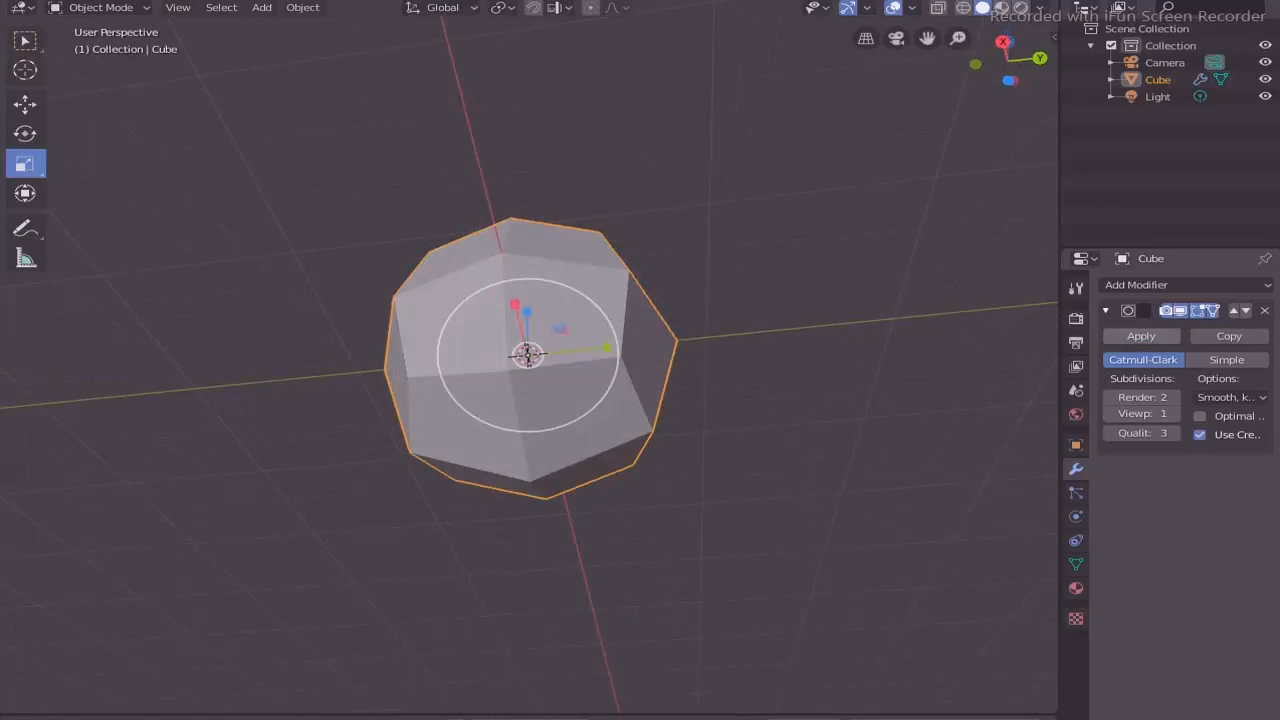 Object Mode View Select Add Object Global
Recorded with iFun Screen Recorder
User Perspective
(1) Collection | Cube
X
Y
Scene Collection
Collection
Camera
Cube
Light
Cube
Add Modifier
Apply Copy
Catmull-Clark Simple
Subdivisions: Options:
Render: 2 Smooth, k..
Viewp: 1 Optimal ..
Qualit: 3 Use Cre..